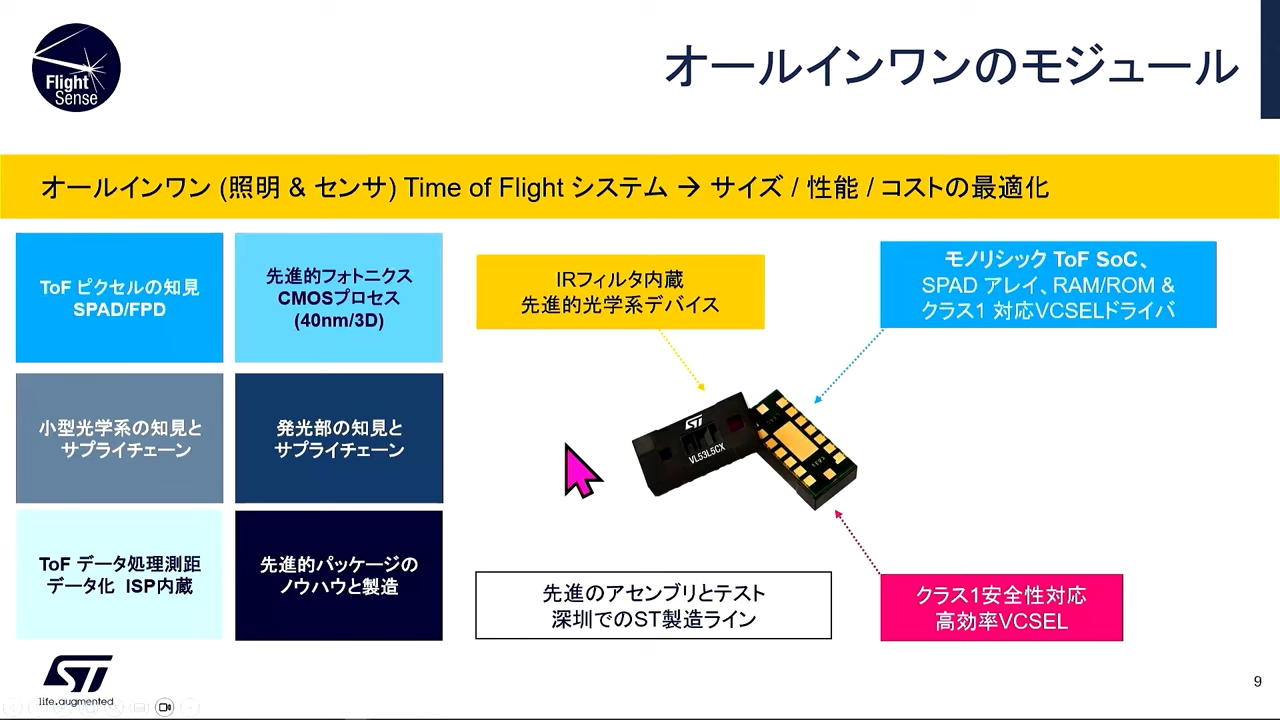 Flight
Sense
オールインワンのモジュール
オールインワン (照明 & センサ) Time of Flight システム → サイズ / 性能 / コストの最適化
ToF ピクセルの知見
SPAD/FPD
先進的フォトニクス
CMOSプロセス
(40nm/3D)
小型光学系の知見と
サプライチェーン
発光部の知見と
サプライチェーン
ToF データ処理測距
データ化 ISP内蔵
先進的パッケージの
ノウハウと製造
IRフィルタ内蔵
先進的光学系デバイス
モノリシック ToF SoC、
SPAD アレイ、RAM/ROM &
クラス1 対応VCSELドライバ
ST
VL53L5CX
先進のアセンブリとテスト
深圳でのST製造ライン
クラス1安全性対応
高効率VCSEL
ST
life.augmented
9